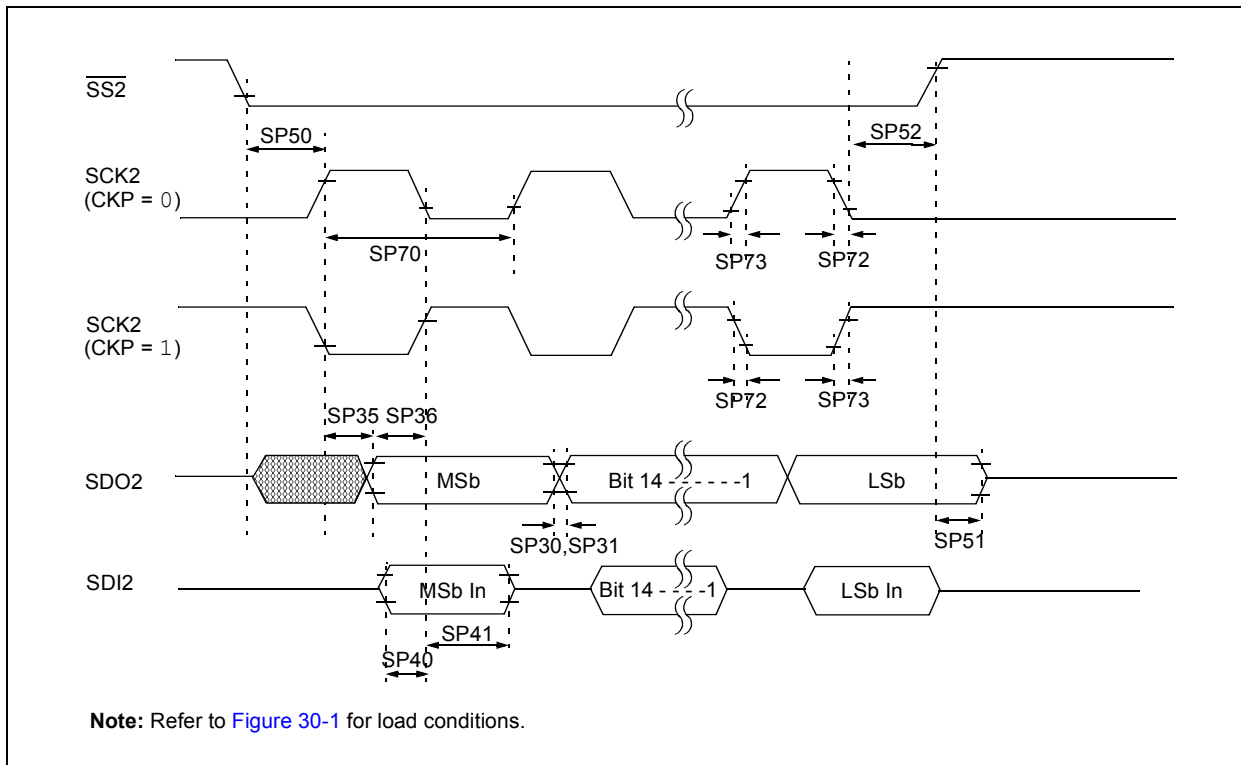 SS2
SP50
SP52
SCK2
(CKP = 0)
SP70
SP73
SP72
SCK2
(CKP = 1)
SP72
SP73
SP35 SP36
SDO2
MSb
Bit 14 - - - - - -1
LSb
SP30,SP31
SP51
SDI2
MSb In
Bit 14 - - - -1
LSb In
SP41
SP40
Note: Refer to Figure 30-1 for load conditions.